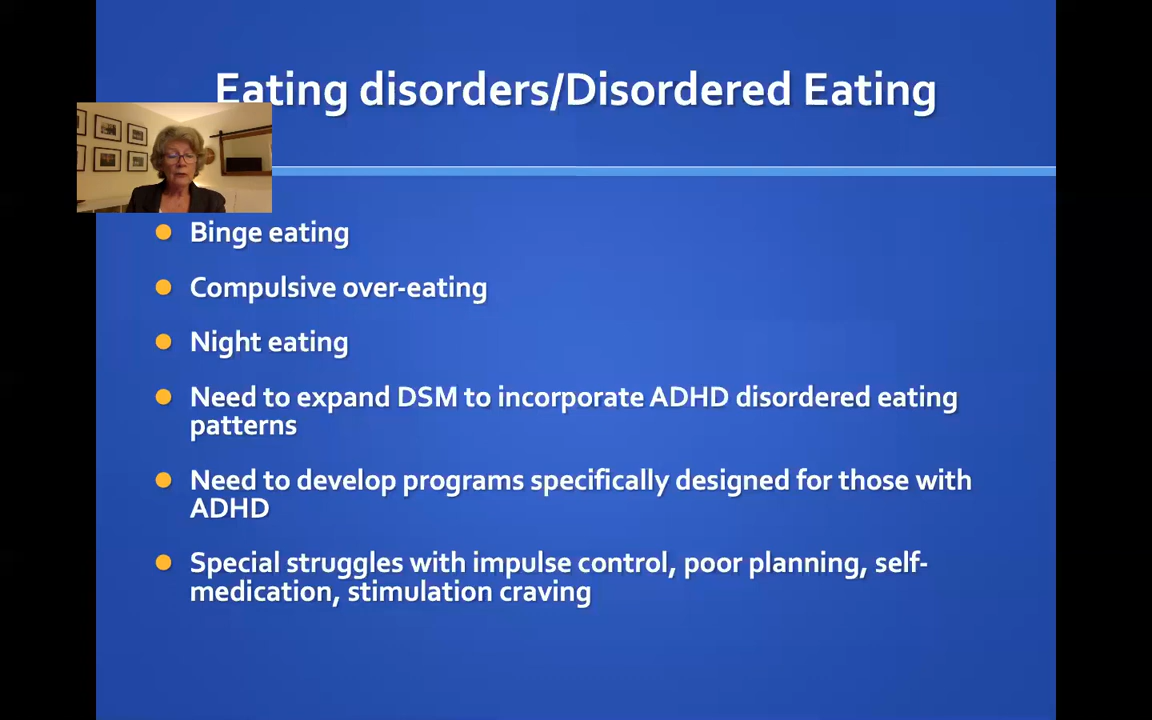 Eating disorders/Disordered Eating
Binge eating
Compulsive over-eating
Night eating
Need to expand DSM to incorporate ADHD disordered eating
patterns
Need to develop programs specifically designed for those with
ADHD
Special struggles with impulse control, poor planning, self-
medication, stimulation craving